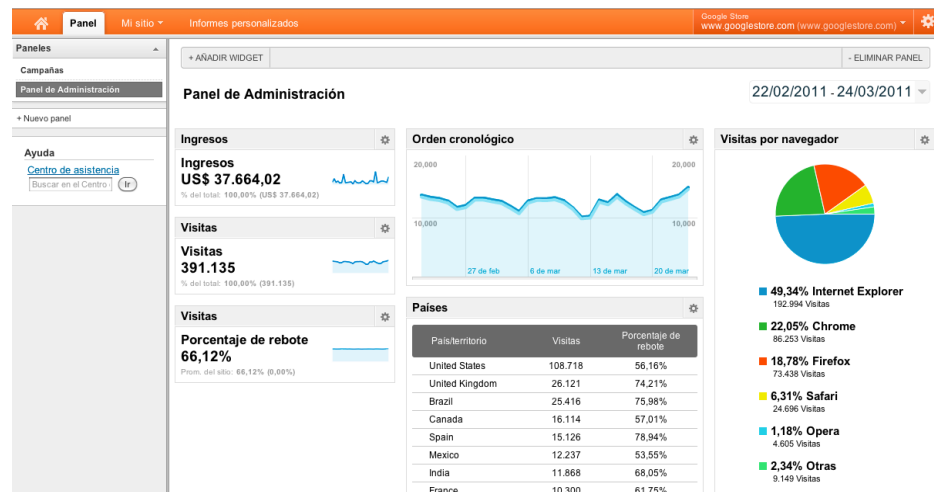 Panel
Mi sitio
Informes personalizados
Google Store
www.googlestore.com (www.googlestore.com)
Paneles
Campañas
Panel de Administración
+ Nuevo panel
Ayuda
Centro de asistencia
Buscar en el Centro
Ir
+ AÑADIR WIDGET
- ELIMINAR PANEL
Panel de Administración
22/02/2011 - 24/03/2011
Ingresos
Ingresos
US$ 37.664,02
% del total: 100,00% (US$ 37.664,02)
Visitas
Visitas
391.135
% del total: 100,00% (391.135)
Visitas
Porcentaje de rebote
66,12%
Prom. del sitio: 66,12% (0,00%)
Orden cronológico
20,000 20,000
10,000 10,000
27 de feb 6 de mar 13 de mar 20 de mar
Países
País/territorio Visitas Porcentaje de
rebote
United States 108.718 56,16%
United Kingdom 26.121 74,21%
Brazil 25.416 75,98%
Canada 16.114 57,01%
Spain 15.126 78,94%
Mexico 12.237 53,55%
India 11.868 68,05%
France 10.300 61,75%
Visitas por navegador
49,34% Internet Explorer
192.994 Visitas
22,05% Chrome
86.253 Visitas
18,78% Firefox
73.438 Visitas
6,31% Safari
24.696 Visitas
1,18% Opera
4.605 Visitas
2,34% Otras
9.149 Visitas